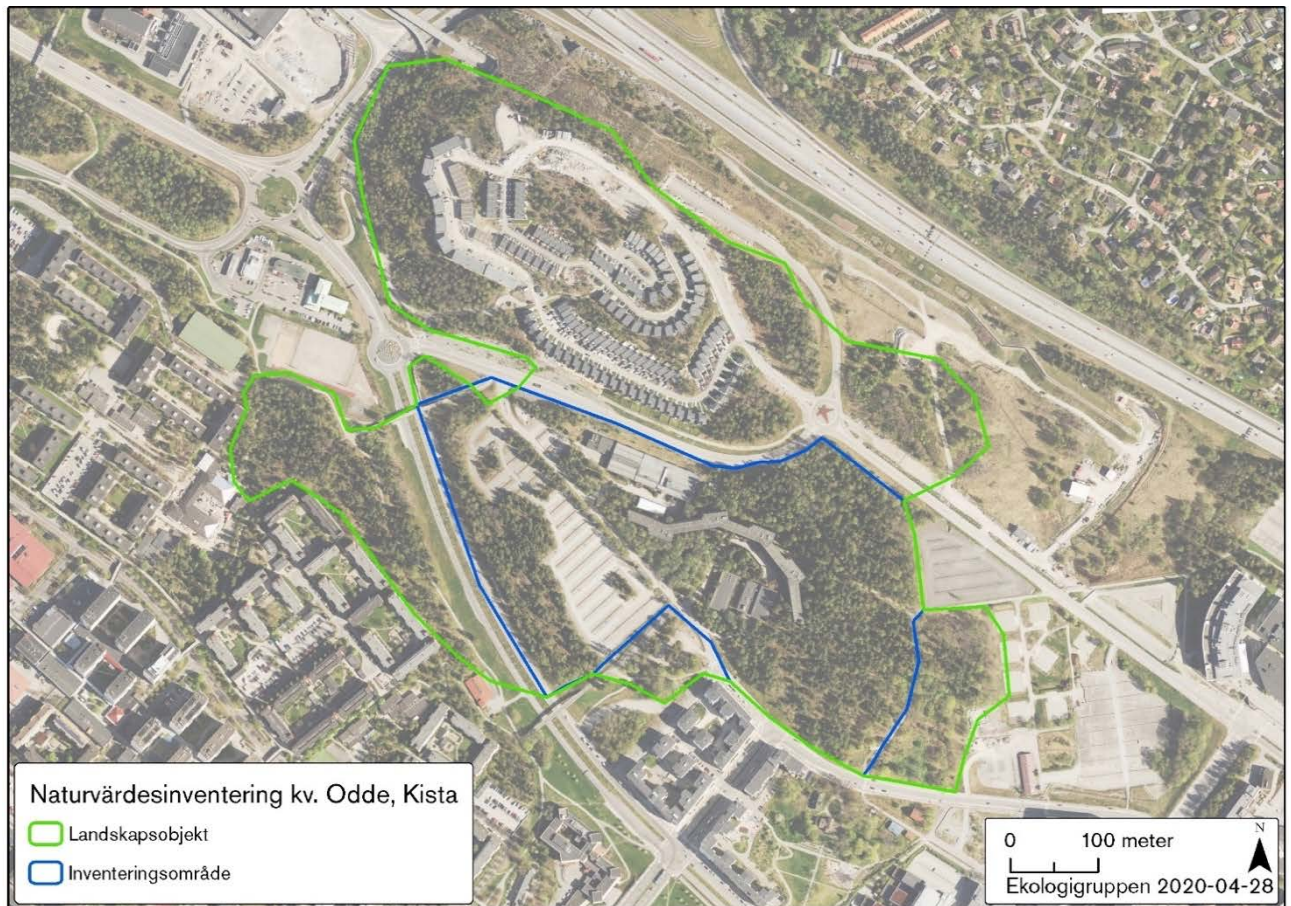 Naturvärdesinventering kv. Odde, Kista
Landskapsobjekt
Inventeringsområde
0 100 meter
N
Ekologigruppen 2020-04-28